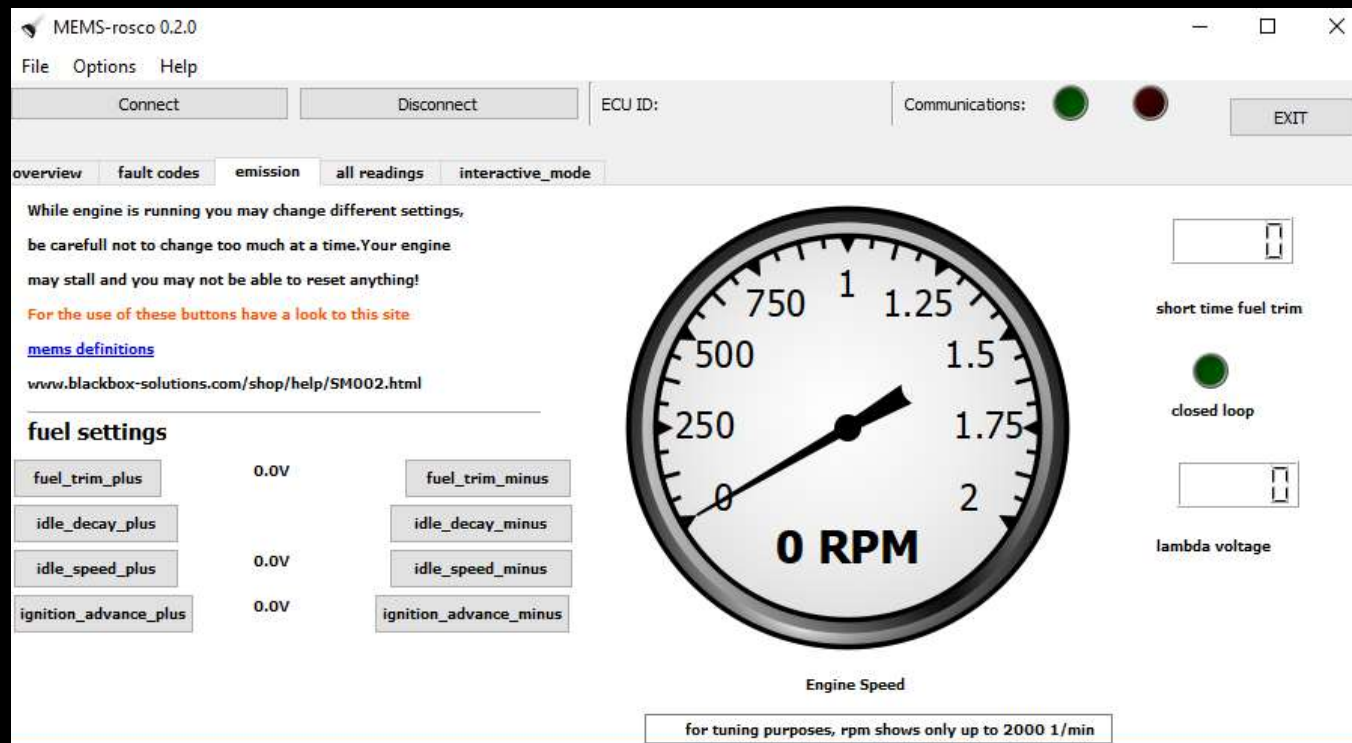 MEMS-rosco 0.2.0
File Options Help
Connect Disconnect ECU ID: Communications: EXIT
overview fault codes emission all readings interactive_mode
While engine is running you may change different settings,
be carefull not to change too much at a time.Your engine
may stall and you may not be able to reset anything!
For the use of these buttons have a look to this site
mems definitions
www.blackbox-solutions.com/shop/help/SM002.html
fuel settings
fuel_trim_plus 0.0V fuel_trim_minus
idle_decay_plus idle_decay_minus
idle_speed_plus 0.0V idle_speed_minus
ignition_advance_plus 0.0V ignition_advance_minus
0
250
500
750
1
1.25
1.5
1.75
2
0 RPM
Engine Speed
for tuning purposes, rpm shows only up to 2000 1/min
0
short time fuel trim
closed loop
0
lambda voltage